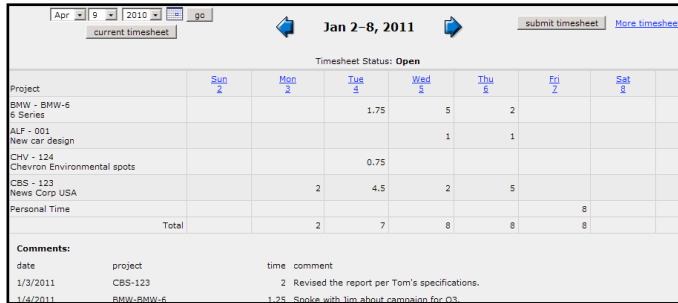 Apr 9 2010 go
current timesheet
Jan 2–8, 2011
submit timesheet More timeshee
Timesheet Status: Open
Project Sun 2 Mon 3 Tue 4 Wed 5 Thu 6 Fri 7 Sat 8
BMW - BMW-6
6 Series 1.75 5 2
ALF - 001
New car design 1 1
CHV - 124
Chevron Environmental spots 0.75
CBS - 123
News Corp USA 2 4.5 2 5
Personal Time 8
Total 2 7 8 8 8
Comments:
date project time comment
1/3/2011 CBS-123 2 Revised the report per Tom's specifications.
1/4/2011 BMW-BMW-6 1.25 Spoke with Jim about campaign for Q3.